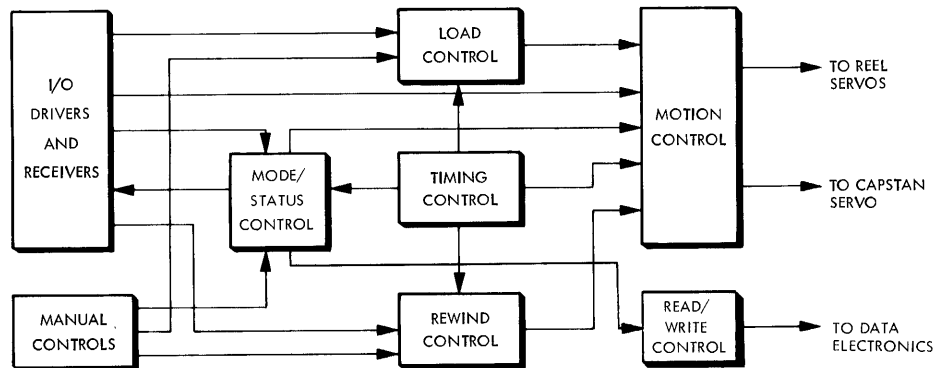 I/O
DRIVERS
AND
RECEIVERS
LOAD
CONTROL
MOTION
CONTROL
TO REEL
SERVOS
MODE/
STATUS
CONTROL
TIMING
CONTROL
TO CAPSTAN
SERVO
MANUAL
CONTROLS
REWIND
CONTROL
READ/
WRITE
CONTROL
TO DATA
ELECTRONICS